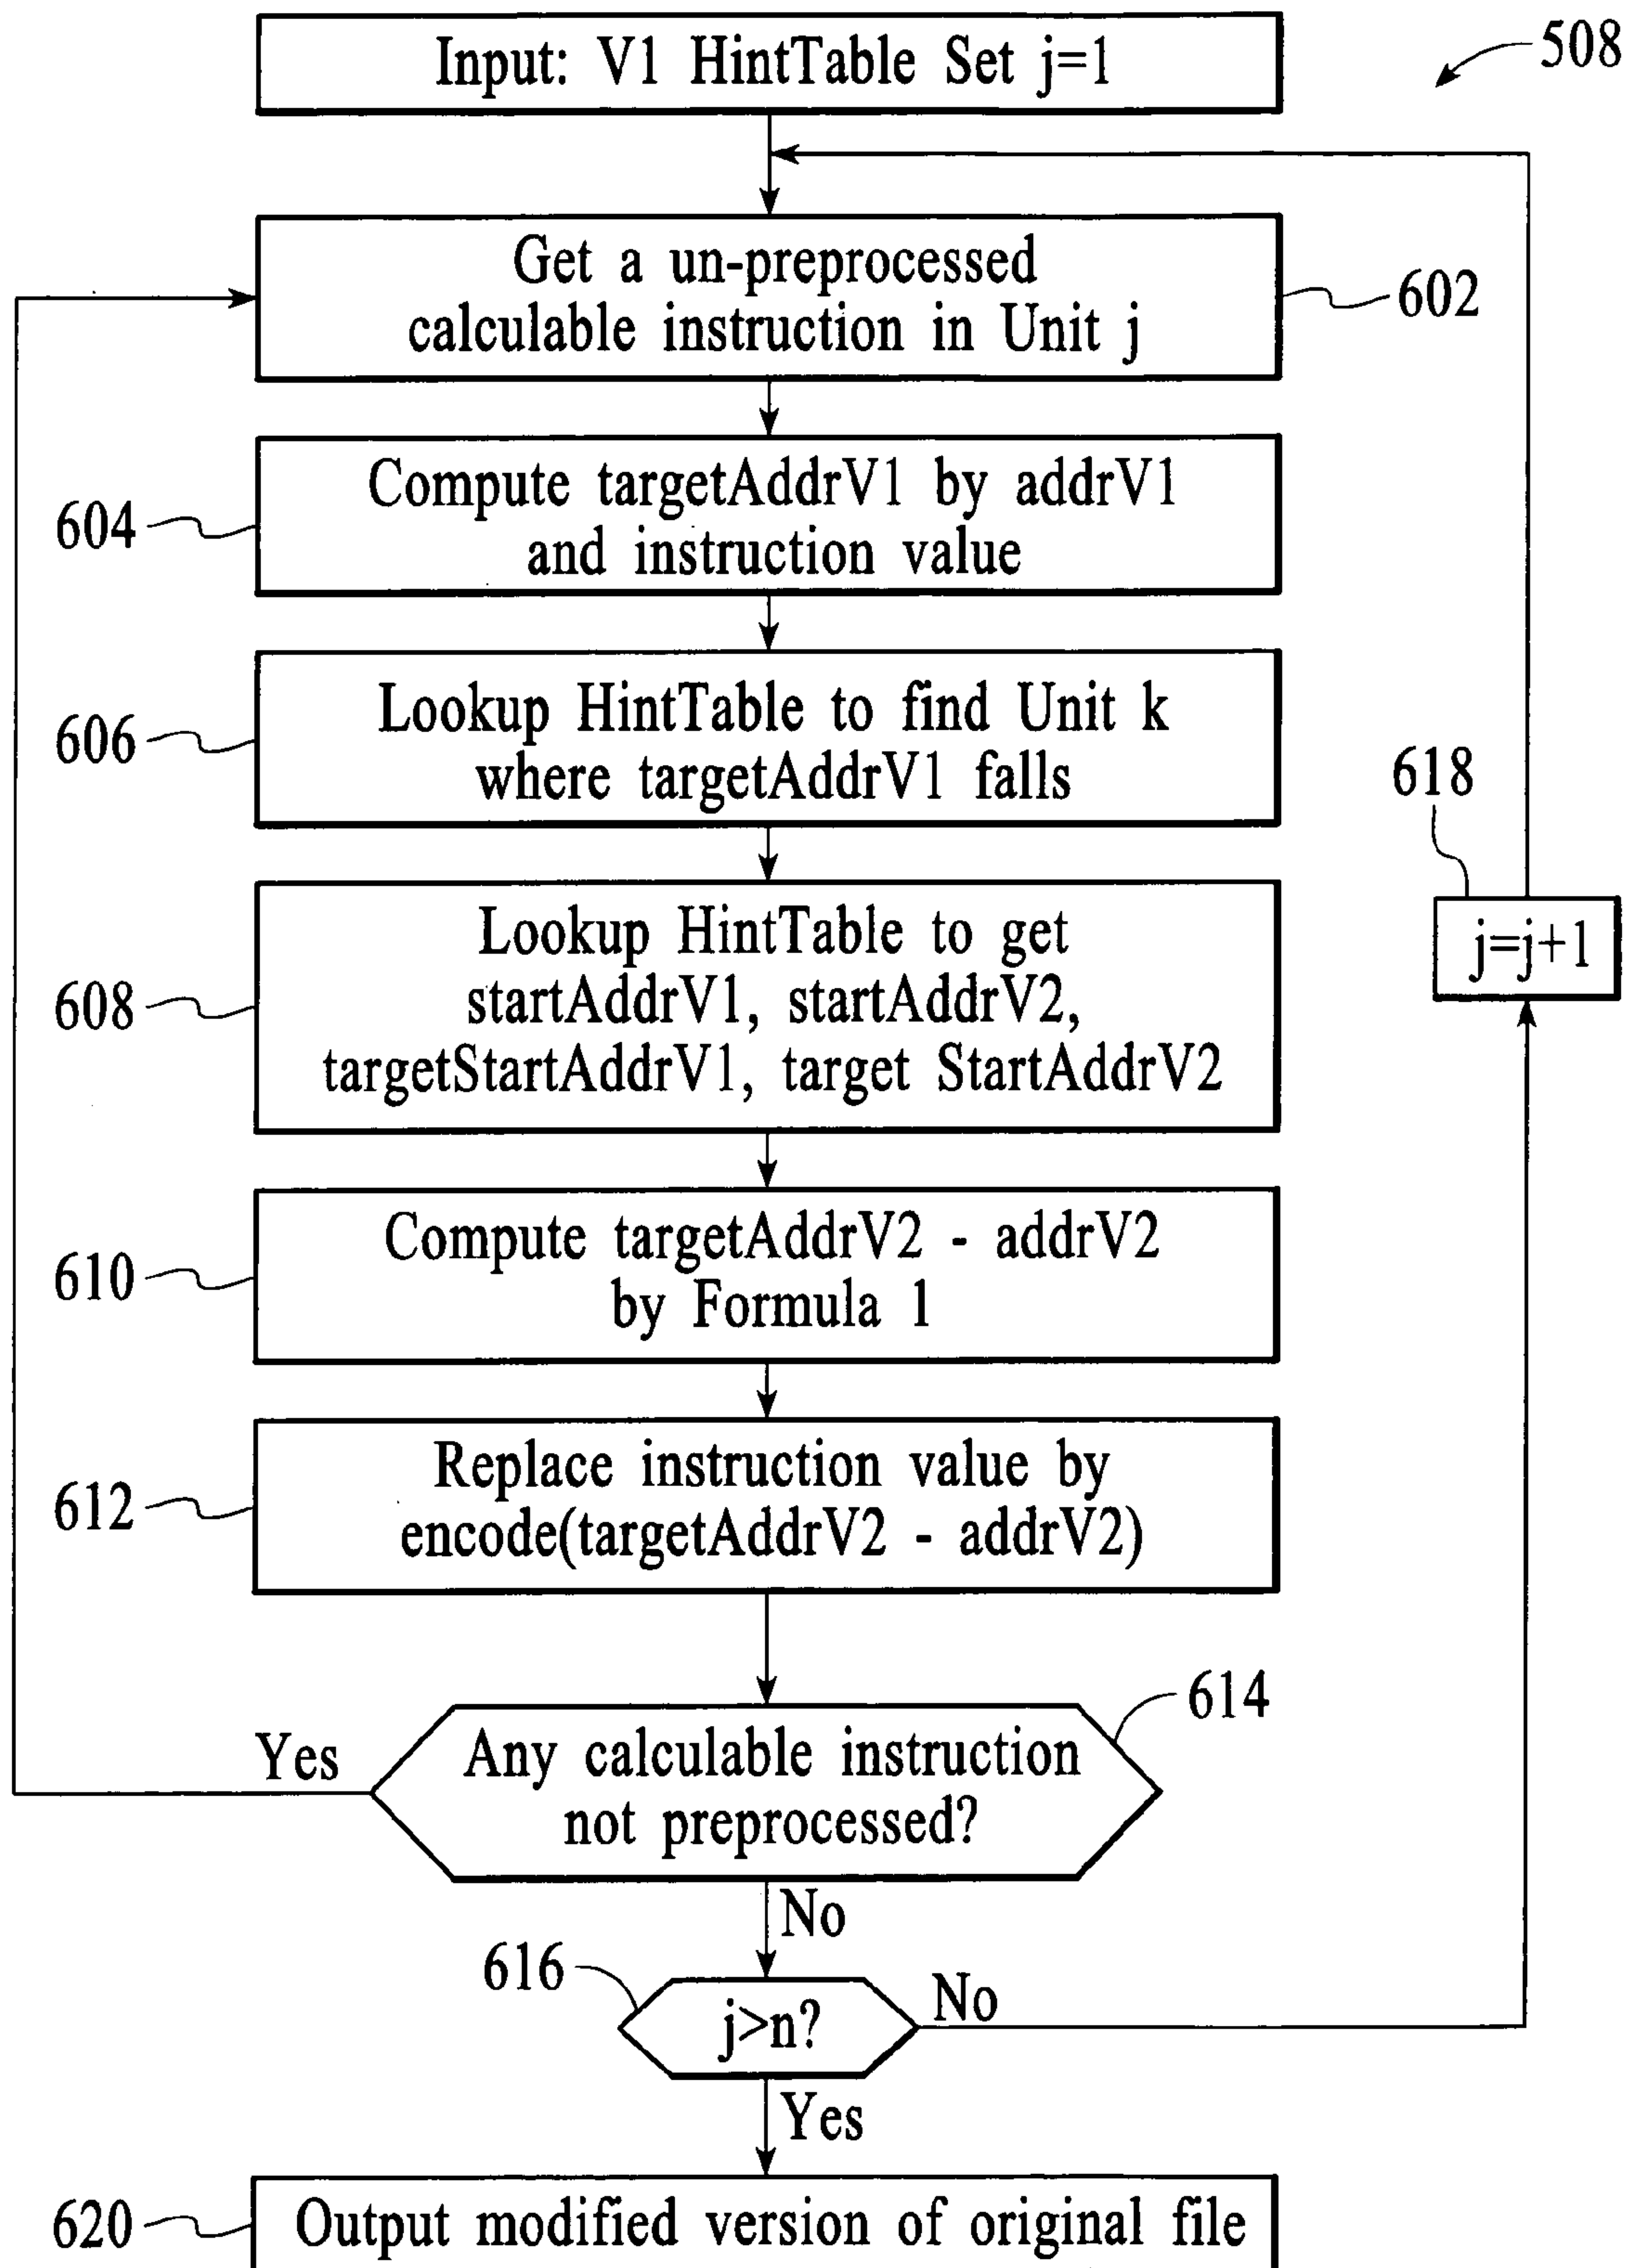 Input: V1 HintTable Set j=1
508
Get a un-preprocessed
calculable instruction in Unit j
602
Compute targetAddrV1 by addrV1
and instruction value
604
Lookup HintTable to find Unit k
where targetAddrV1 falls
606
618
j=j+1
Lookup HintTable to get
startAddrV1, startAddrV2,
targetStartAddrV1, target StartAddrV2
608
Compute targetAddrV2 - addrV2
by Formula 1
610
Replace instruction value by
encode(targetAddrV2 - addrV2)
612
614
Yes
Any calculable instruction
not preprocessed?
No
616
j>n?
No
Yes
620
Output modified version of original file